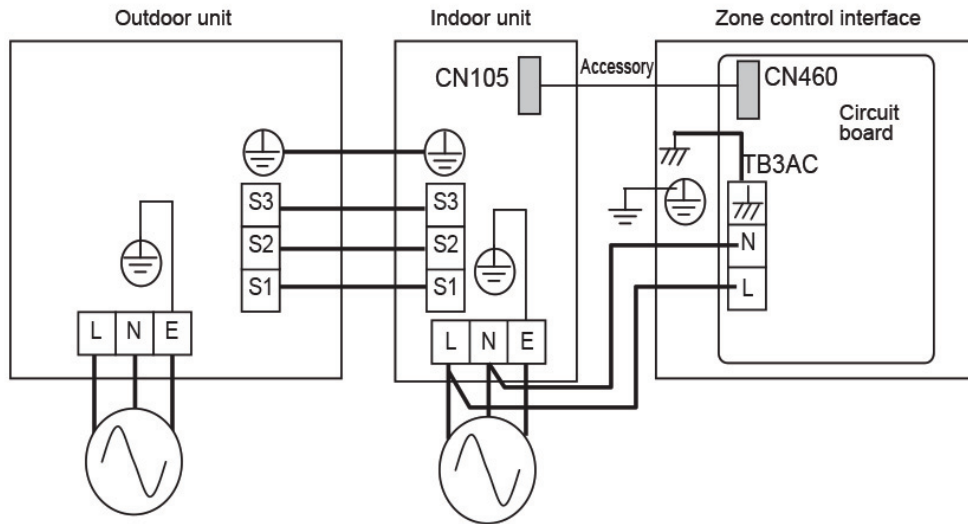 Outdoor unit
Indoor unit
Zone control interface
CN105
Accessory
CN460
Circuit
board
TB3AC
S3
S3
S2
S2
N
S1
S1
L
L N E
L N E